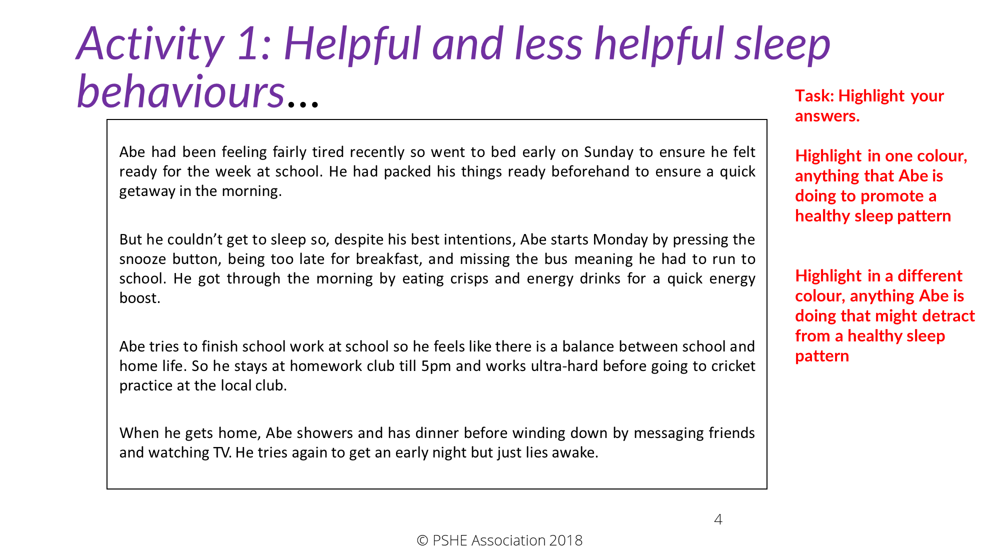 Activity 1: Helpful and less helpful sleep
behaviours...
Task: Highlight your
answers.
Highlight in one colour,
anything that Abe is
doing to promote a
healthy sleep pattern
Highlight in a different
colour, anything Abe is
doing that might detract
from a healthy sleep
pattern
Abe had been feeling fairly tired recently so went to bed early on Sunday to ensure he felt
ready for the week at school. He had packed his things ready beforehand to ensure a quick
getaway in the morning.
But he couldn’t get to sleep so, despite his best intentions, Abe starts Monday by pressing the
snooze button, being too late for breakfast, and missing the bus meaning he had to run to
school. He got through the morning by eating crisps and energy drinks for a quick energy
boost.
Abe tries to finish school work at school so he feels like there is a balance between school and
home life. So he stays at homework club till 5pm and works ultra-hard before going to cricket
practice at the local club.
When he gets home, Abe showers and has dinner before winding down by messaging friends
and watching TV. He tries again to get an early night but just lies awake.
4
© PSHE Association 2018